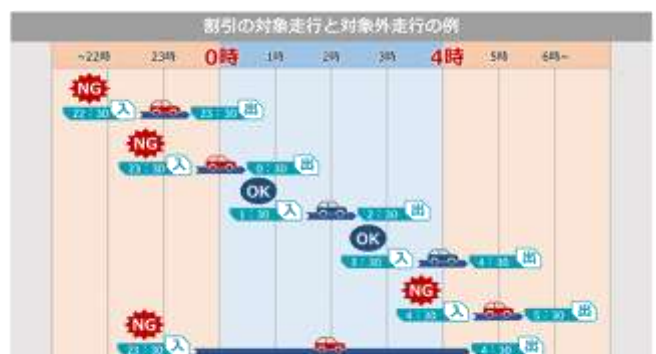 割引の対象走行と対象外走行の例
~22時 23時 0時 1時 2時 3時 4時 5時 6時~
NG
22:30 入 23:30 出
NG
23:30 入 0:30 出
OK
1:30 入 2:30 出
OK
3:30 入 4:30 出
NG
4:30 入 5:30 出
NG
23:30 入 4:30 出